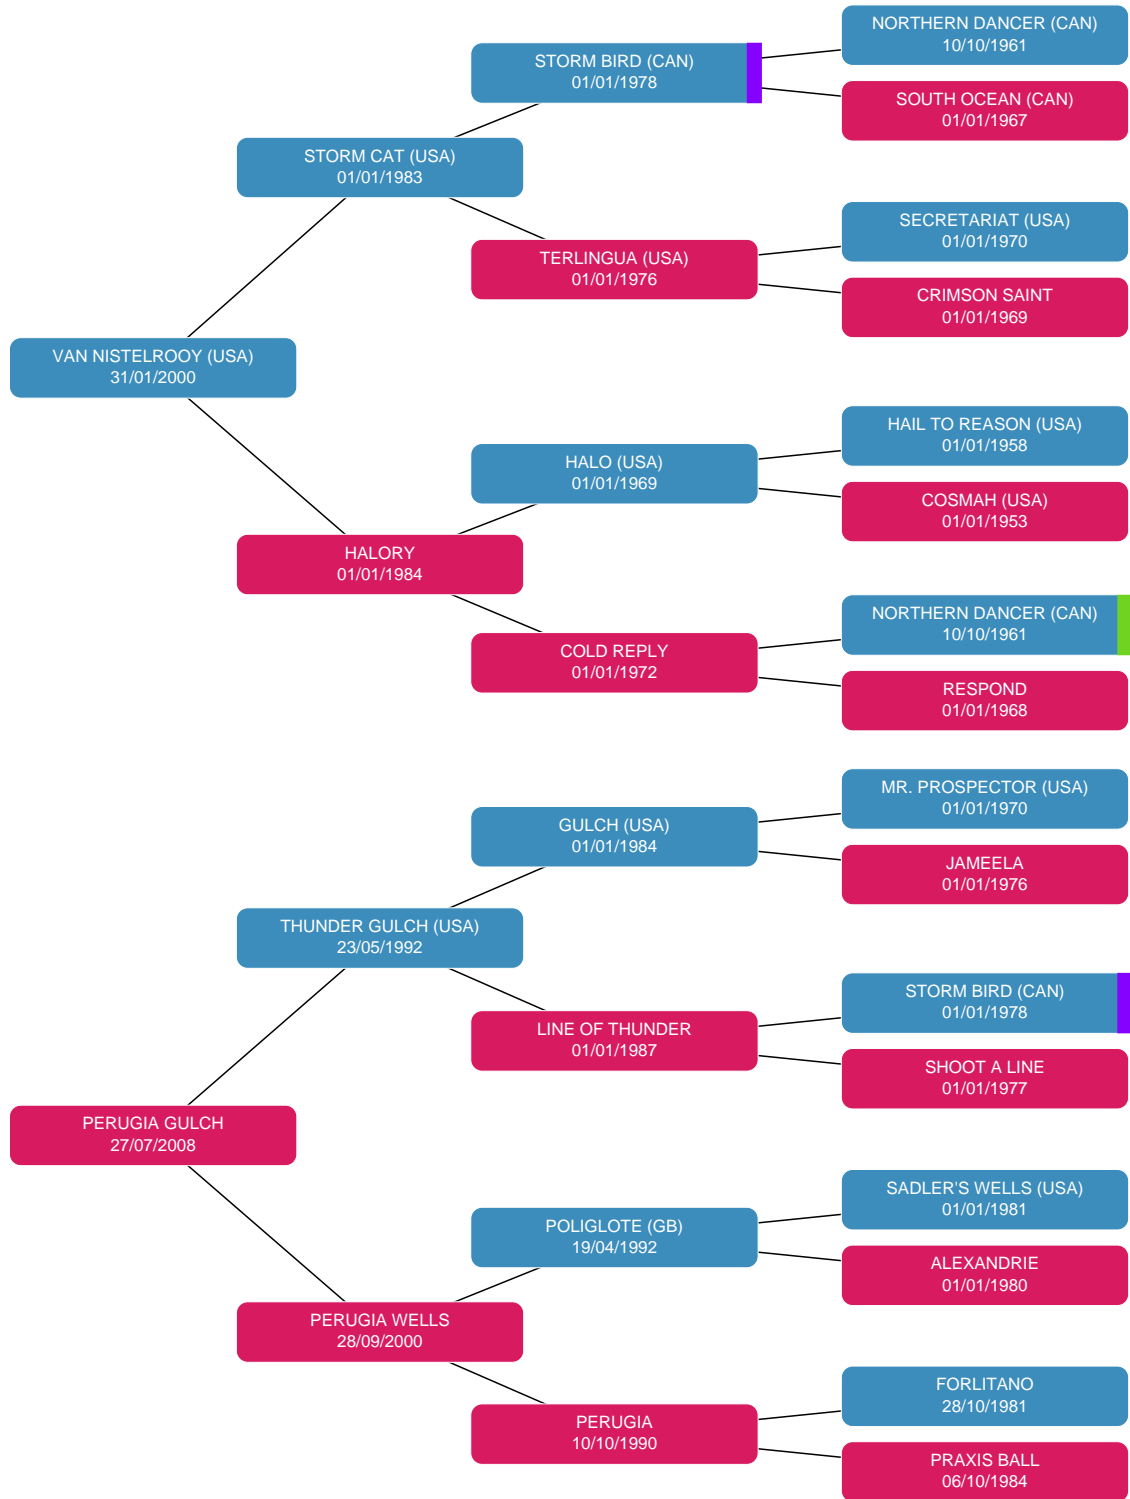 NORTHERN DANCER (CAN)
10/10/1961
STORM BIRD (CAN)
01/01/1978
SOUTH OCEAN (CAN)
01/01/1967
STORM CAT (USA)
01/01/1983
SECRETARIAT (USA)
01/01/1970
TERLINGUA (USA)
01/01/1976
CRIMSON SAINT
01/01/1969
VAN NISTELROOY (USA)
31/01/2000
HAIL TO REASON (USA)
01/01/1958
HALO (USA)
01/01/1969
COSMAH (USA)
01/01/1953
HALORY
01/01/1984
NORTHERN DANCER (CAN)
10/10/1961
COLD REPLY
01/01/1972
RESPOND
01/01/1968
MR. PROSPECTOR (USA)
01/01/1970
GULCH (USA)
01/01/1984
JAMEELA
01/01/1976
THUNDER GULCH (USA)
23/05/1992
STORM BIRD (CAN)
01/01/1978
LINE OF THUNDER
01/01/1987
SHOOT A LINE
01/01/1977
PERUGIA GULCH
27/07/2008
SADLER'S WELLS (USA)
01/01/1981
POLIGLOTE (GB)
19/04/1992
ALEXANDRIE
01/01/1980
PERUGIA WELLS
28/09/2000
FORLITANO
28/10/1981
PERUGIA
10/10/1990
PRAXIS BALL
06/10/1984